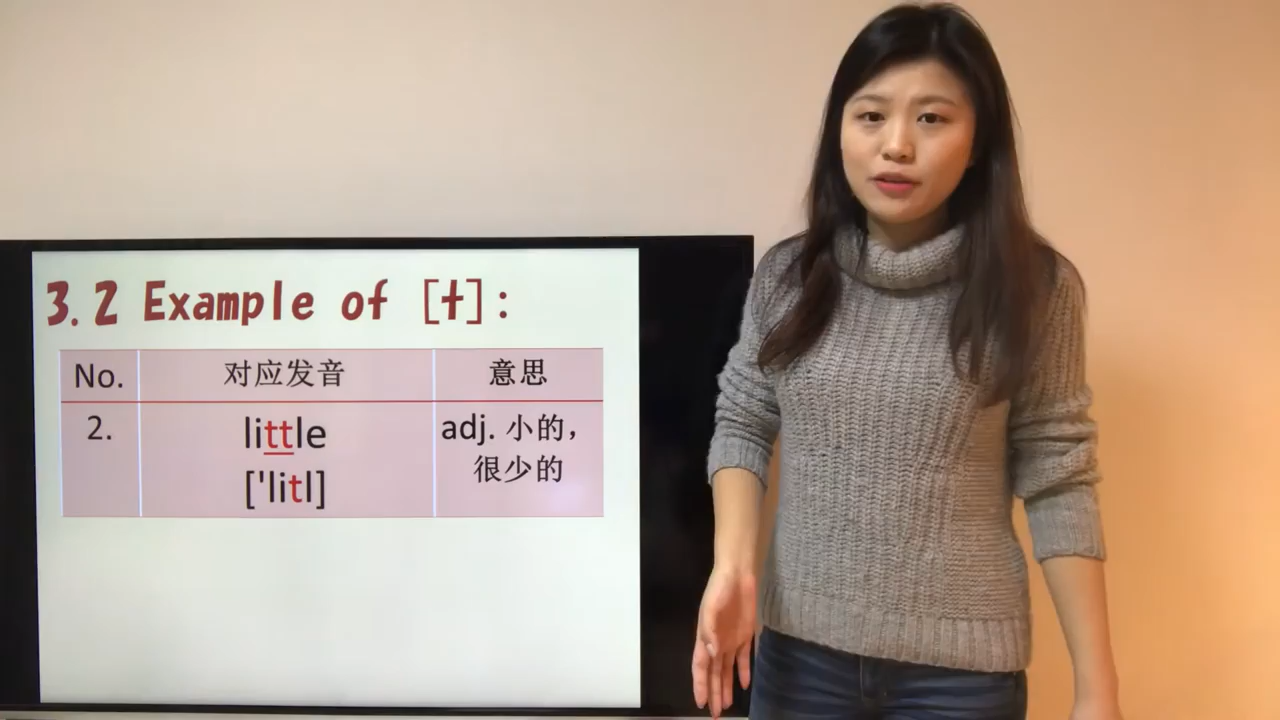 3.2 Example of [t]:
No. 对应发音 意思
2. little adj. 小的，
['litl] 很少的